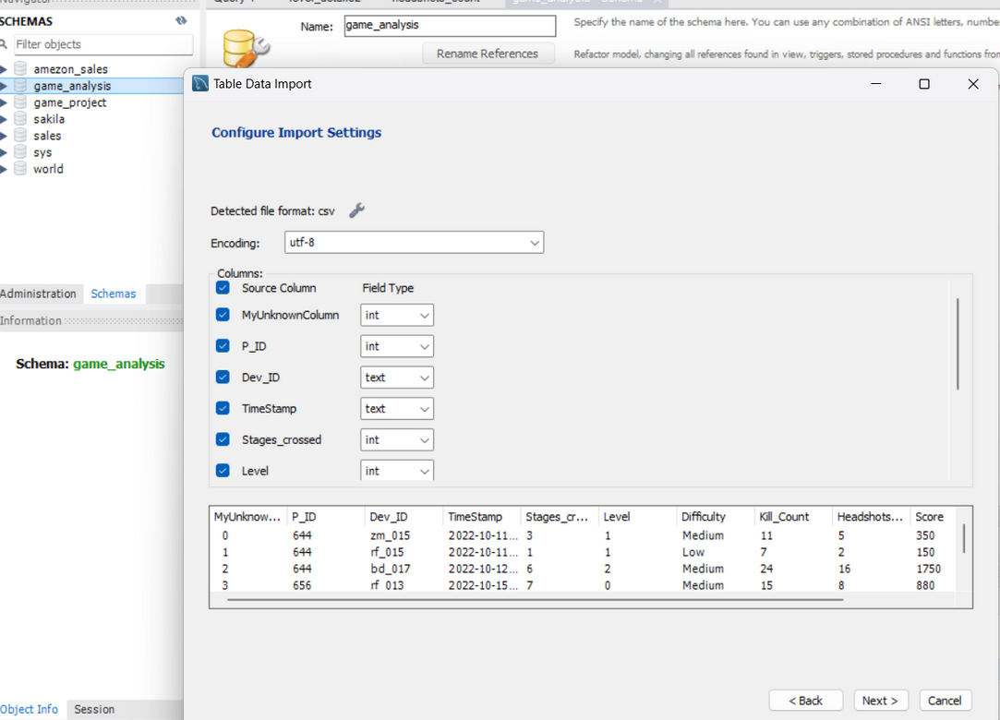 SCHEMAS
Filter objects
amazon_sales
game_analysis
game_project
sakila
sales
sys
world
Administration Schemas
Information
Schema: game_analysis
Object Info Session
Name: game_analysis
Specify the name of the schema here. You can use any combination of ANSI letters, numbe
Rename References
Refactor model, changing all references found in view, triggers, stored procedures and functions from
Table Data Import
Configure Import Settings
Detected file format: csv
Encoding: utf-8
Columns:
Source Column Field Type
MyUnknownColumn int
P_ID int
Dev_ID text
TimeStamp text
Stages_crossed int
Level int
MyUnknow... P_ID Dev_ID TimeStamp Stages_cr... Level Difficulty Kill_Count Headshots... Score
0 644 zm_015 2022-10-11... 3 1 Medium 11 5 350
1 644 rf_015 2022-10-11... 1 1 Low 7 2 150
2 644 bd_017 2022-10-12... 6 2 Medium 24 16 1750
3 656 rf_013 2022-10-15... 7 0 Medium 15 8 880
< Back Next > Cancel